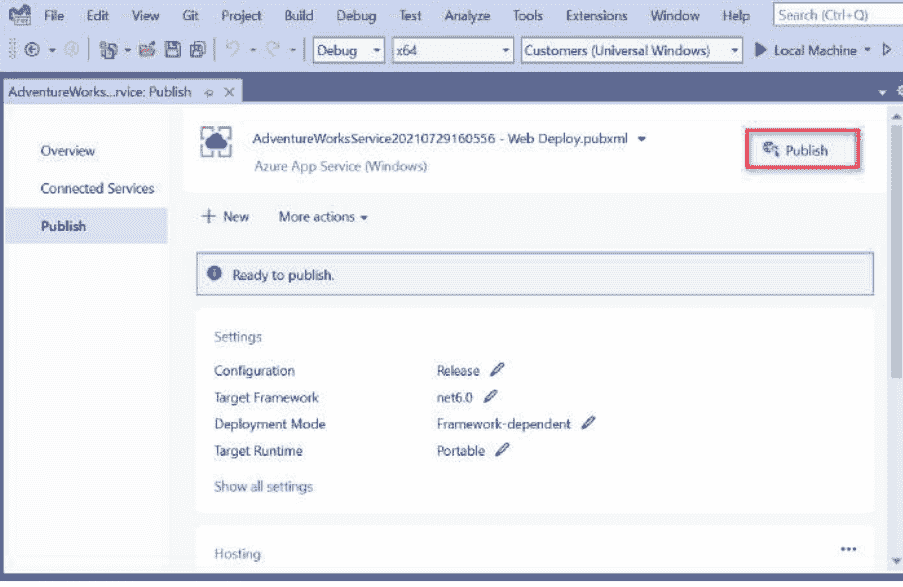 File Edit View Git Project Build Debug Test Analyze Tools Extensions Window Help Search (Ctrl+Q)
Debug x64 Customers (Universal Windows) Local Machine
AdventureWorks...rvice: Publish
Overview
Connected Services
Publish
AdventureWorksService20210729160556 - Web Deploy.pubxml
Azure App Service (Windows)
Publish
New More actions
Ready to publish.
Settings
Configuration Release
Target Framework net6.0
Deployment Mode Framework-dependent
Target Runtime Portable
Show all settings
Hosting